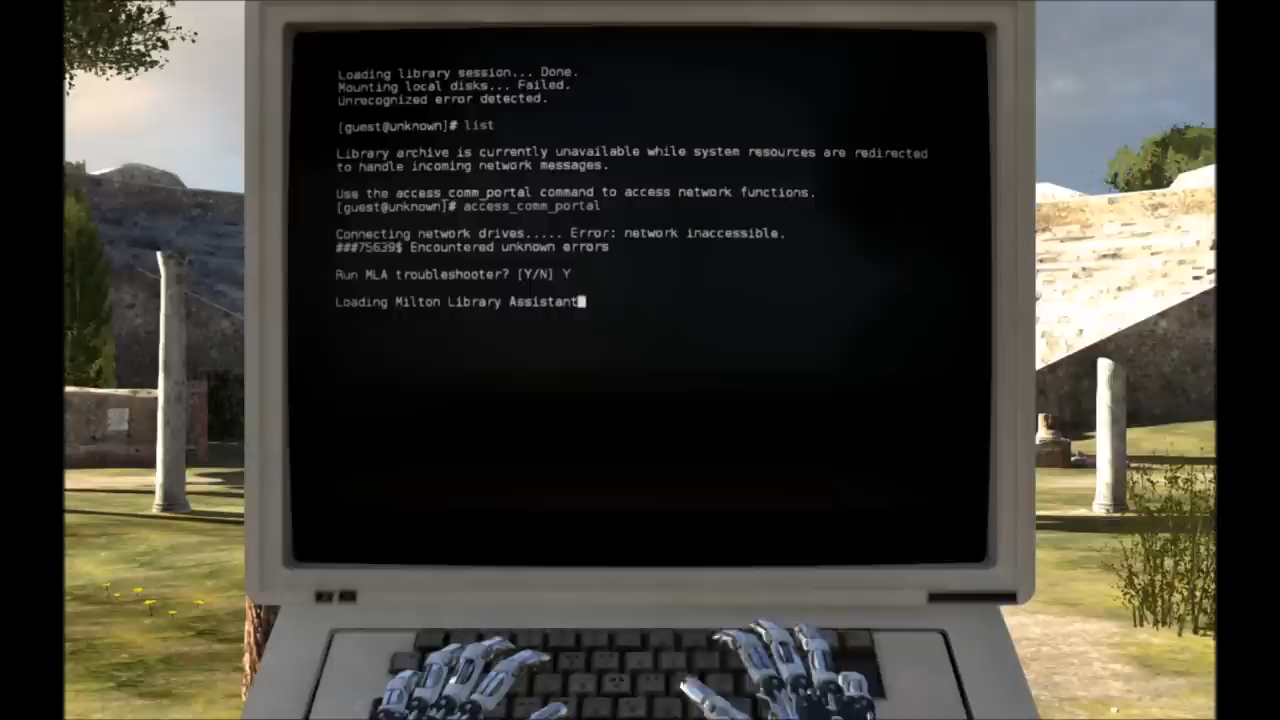 Loading library session... Done.
Mounting local disks... Failed.
Unrecognized error detected.
[guest@unknown]# list
Library archive is currently unavailable while system resources are redirected
to handle incoming network messages.
Use the access_comm_portal command to access network functions.
[guest@unknown]# access_comm_portal
Connecting network drives..... Error: network inaccessible.
###75639$ Encountered unknown errors
Run MLA troubleshooter? [Y/N] Y
Loading Milton Library Assistant